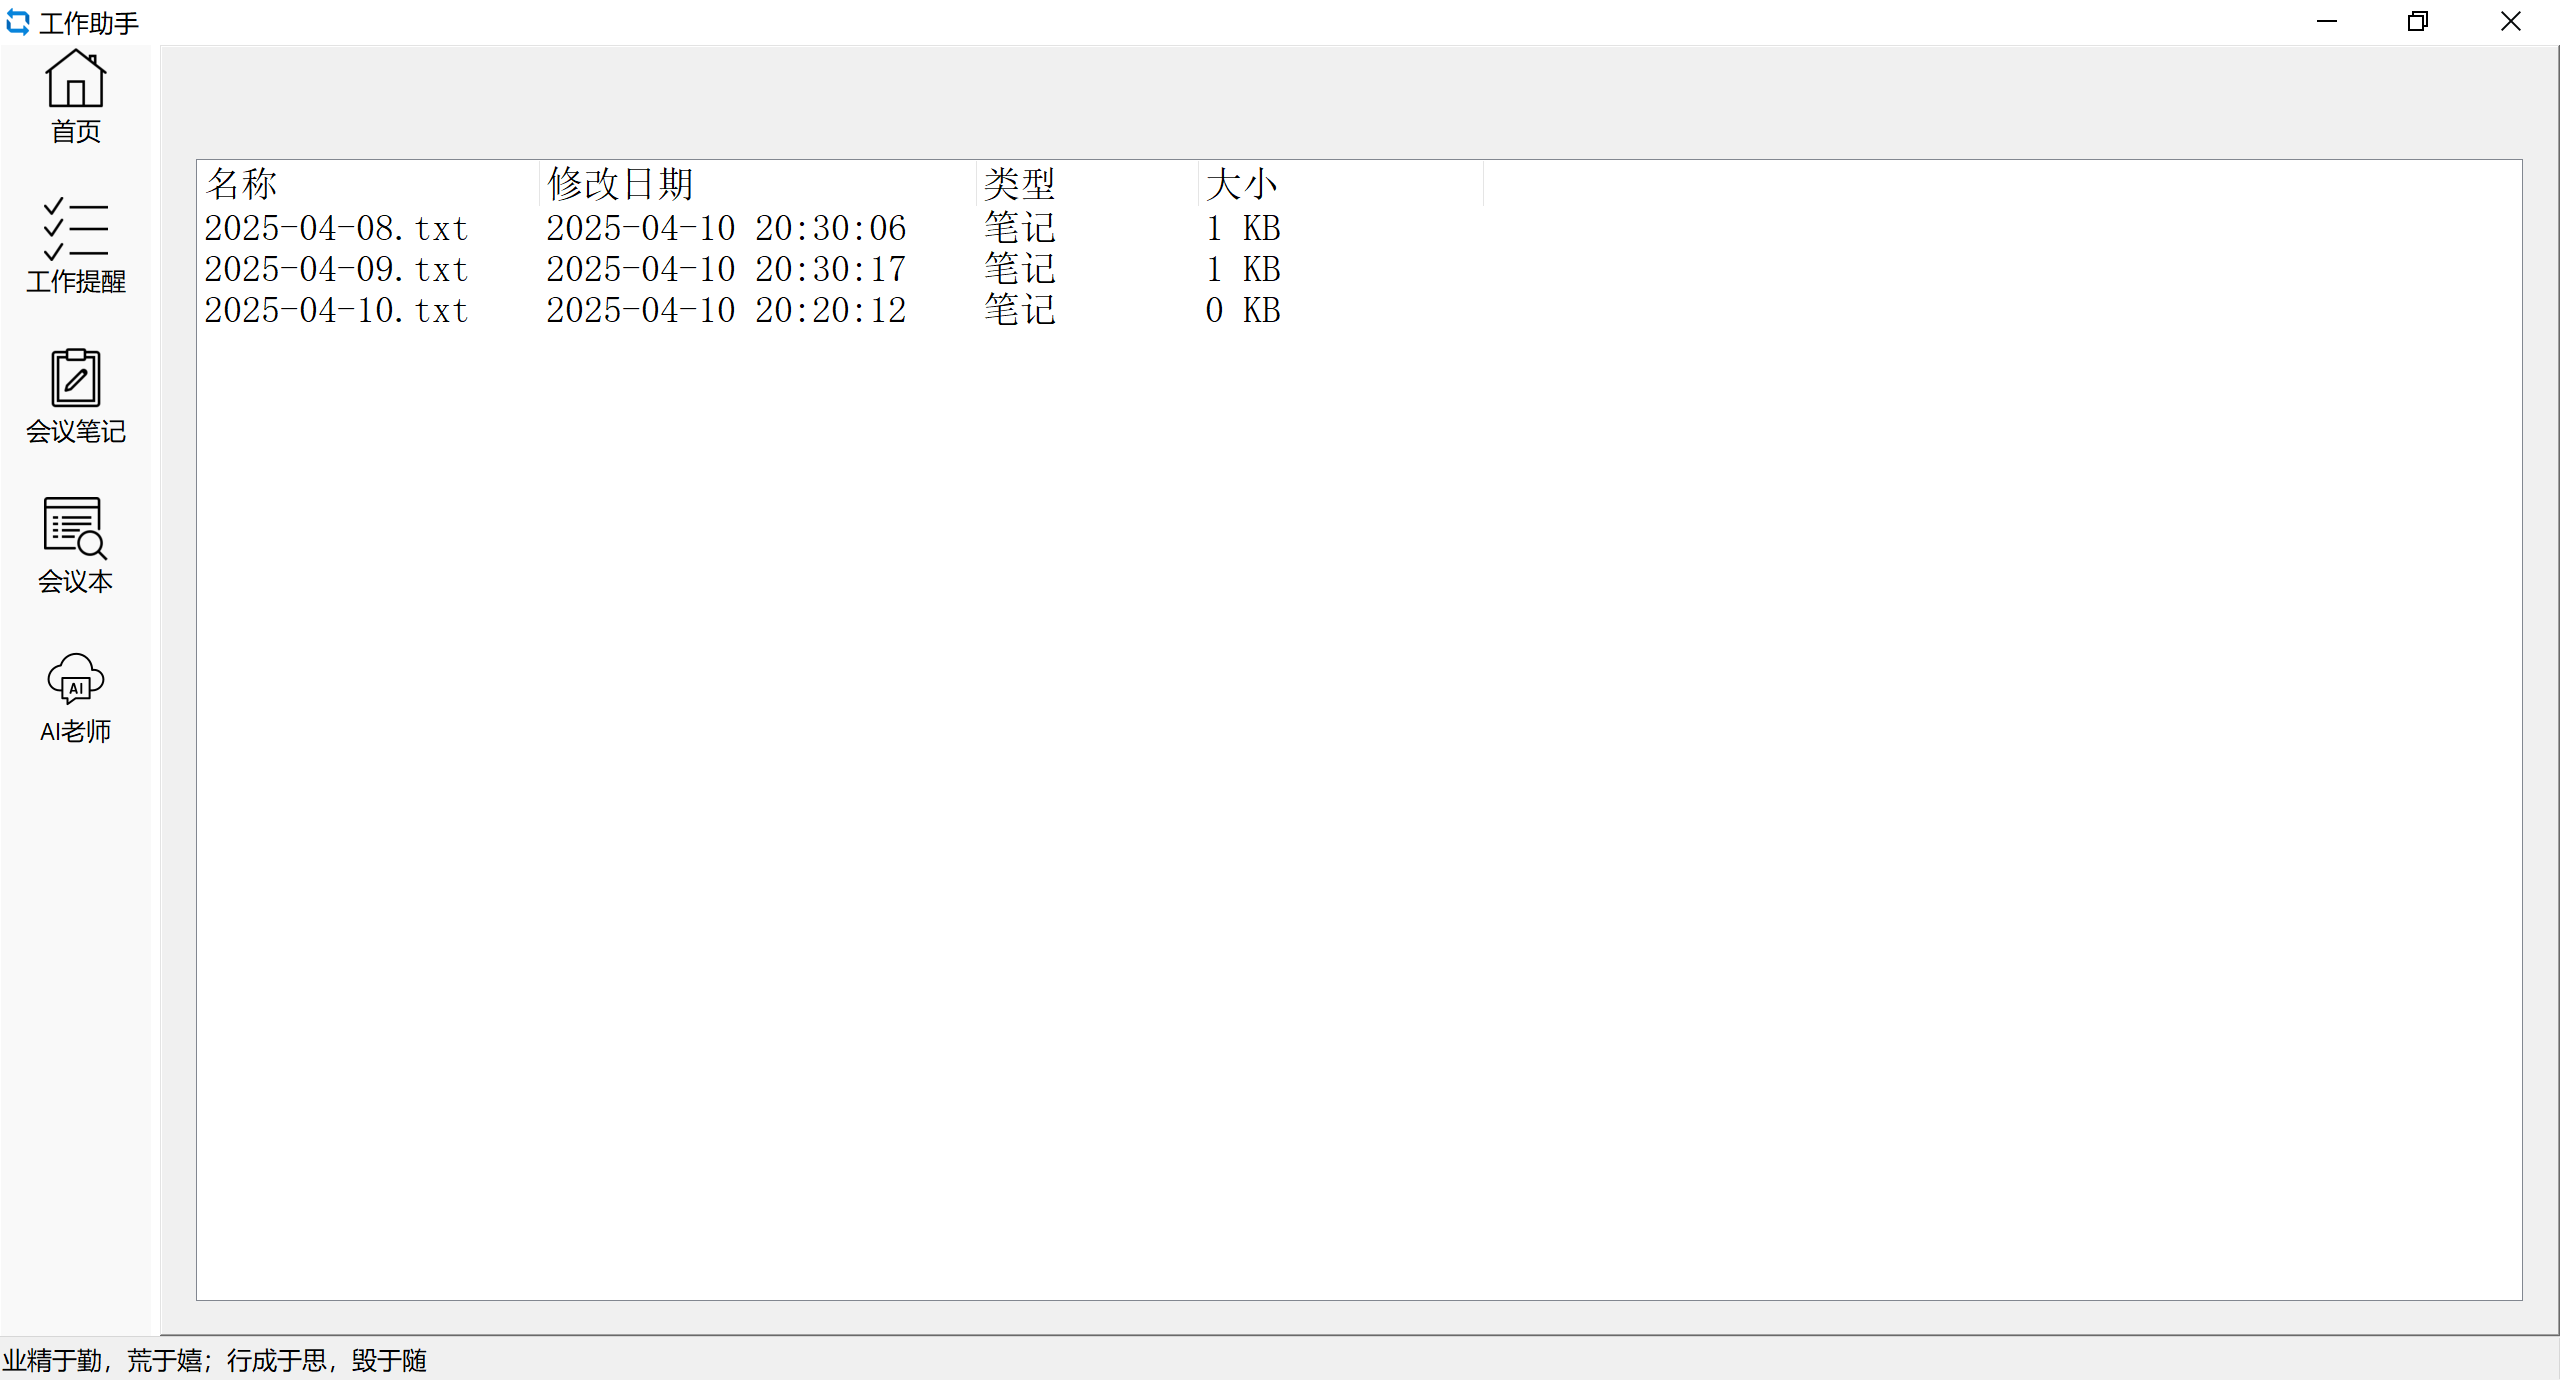 工作助手
首页
工作提醒
会议笔记
会议本
AI
AI老师
名称 修改日期 类型 大小
2025-04-08.txt 2025-04-10 20:30:06 笔记 1 KB
2025-04-09.txt 2025-04-10 20:30:17 笔记 1 KB
2025-04-10.txt 2025-04-10 20:20:12 笔记 0 KB
业精于勤，荒于嬉；行成于思，毁于随